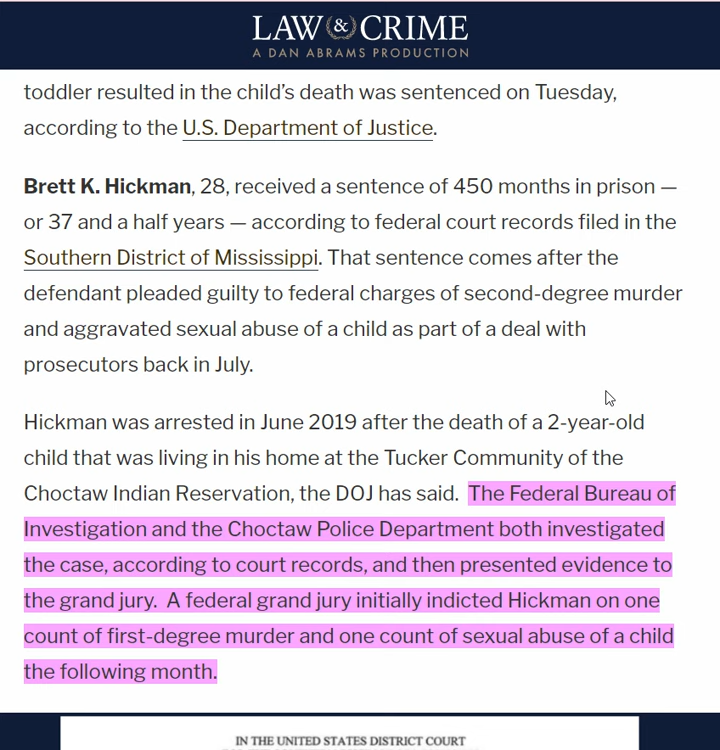 LAW & CRIME
A DAN ABRAMS PRODUCTION
toddler resulted in the child’s death was sentenced on Tuesday,
according to the U.S. Department of Justice.
Brett K. Hickman, 28, received a sentence of 450 months in prison —
or 37 and a half years — according to federal court records filed in the
Southern District of Mississippi. That sentence comes after the
defendant pleaded guilty to federal charges of second-degree murder
and aggravated sexual abuse of a child as part of a deal with
prosecutors back in July.
Hickman was arrested in June 2019 after the death of a 2-year-old
child that was living in his home at the Tucker Community of the
Choctaw Indian Reservation, the DOJ has said.  The Federal Bureau of
Investigation and the Choctaw Police Department both investigated
the case, according to court records, and then presented evidence to
the grand jury.  A federal grand jury initially indicted Hickman on one
count of first-degree murder and one count of sexual abuse of a child
the following month.
IN THE UNITED STATES DISTRICT COURT